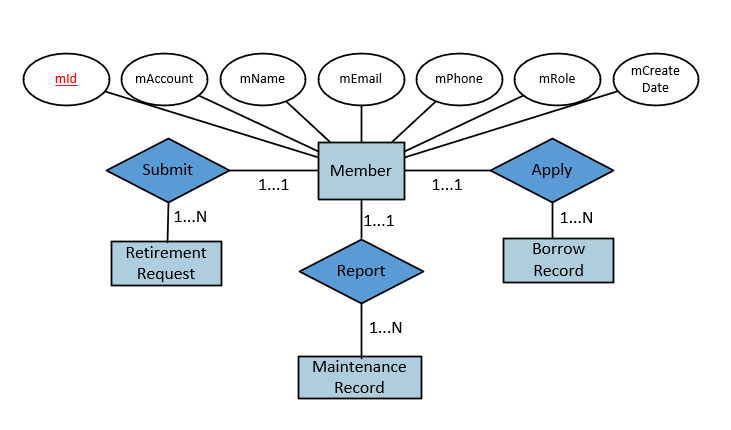 mId
mAccount
mName
mEmail
mPhone
mRole
mCreate
Date
Submit
Member
Apply
1...1
1...1
1...N
1...1
1...N
Retirement
Request
Borrow
Record
Report
1...N
Maintenance
Record